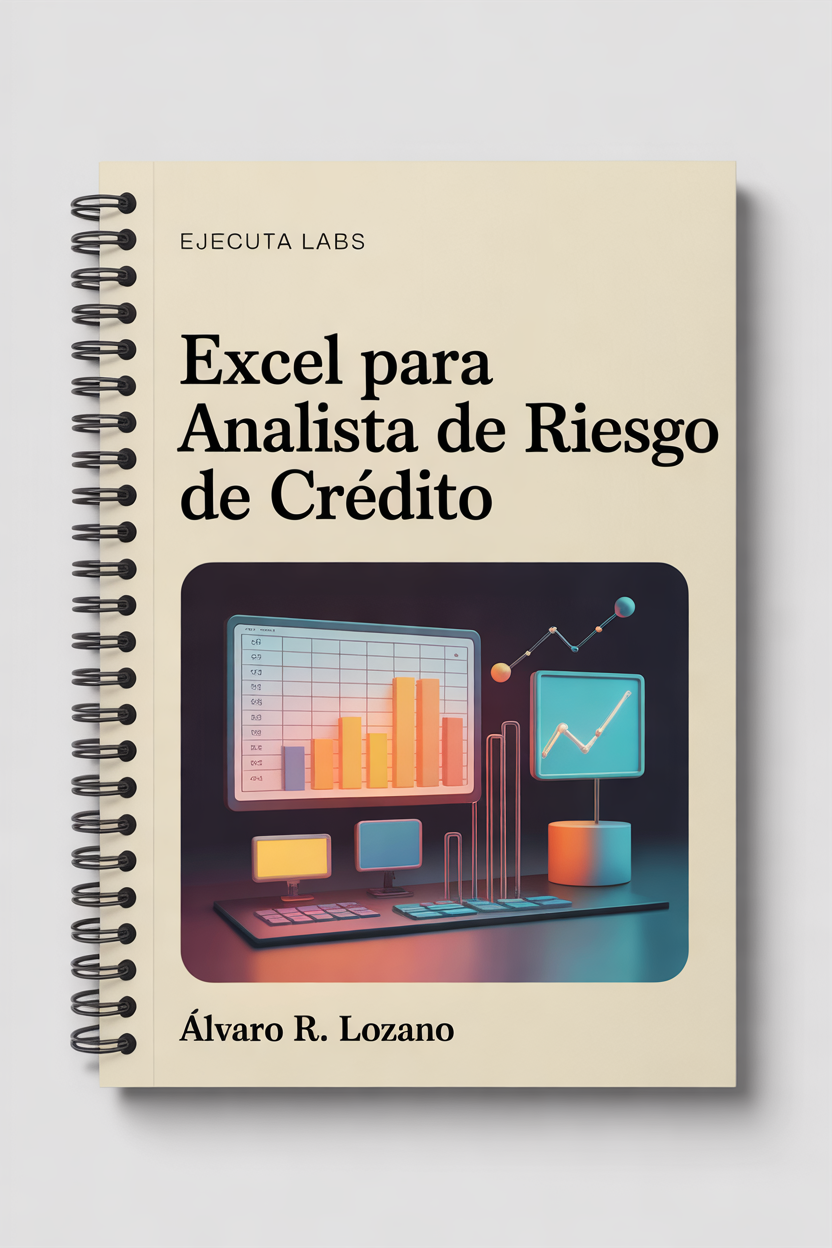 EJECUTA LABS
Excel para
Analista de Riesgo
de Crédito
Álvaro R. Lozano